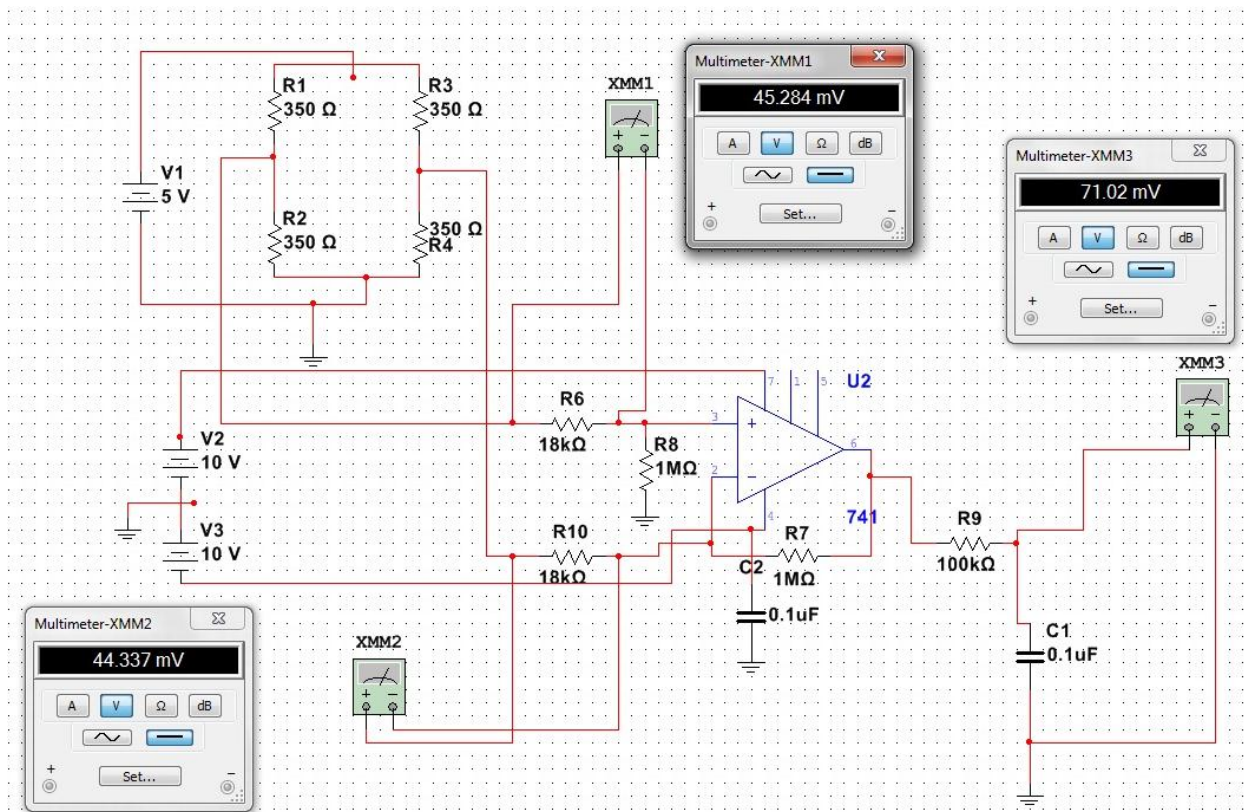 Multimeter-XMM1
45.284 mV
A V Ω dB
+ Set... −
XMM1
+ −
R1
350 Ω
R3
350 Ω
V1
5 V
R2
350 Ω
350 Ω
R4
Multimeter-XMM3
71.02 mV
A V Ω dB
+ Set... −
XMM3
+ −
7 1 5 U2
R6
18kΩ
3 +
R8
1MΩ
2 −
6
4
741
V2
10 V
V3
10 V
R10
18kΩ
R7
1MΩ
R9
100kΩ
C2
0.1uF
C1
0.1uF
Multimeter-XMM2
44.337 mV
A V Ω dB
+ Set... −
XMM2
+ −